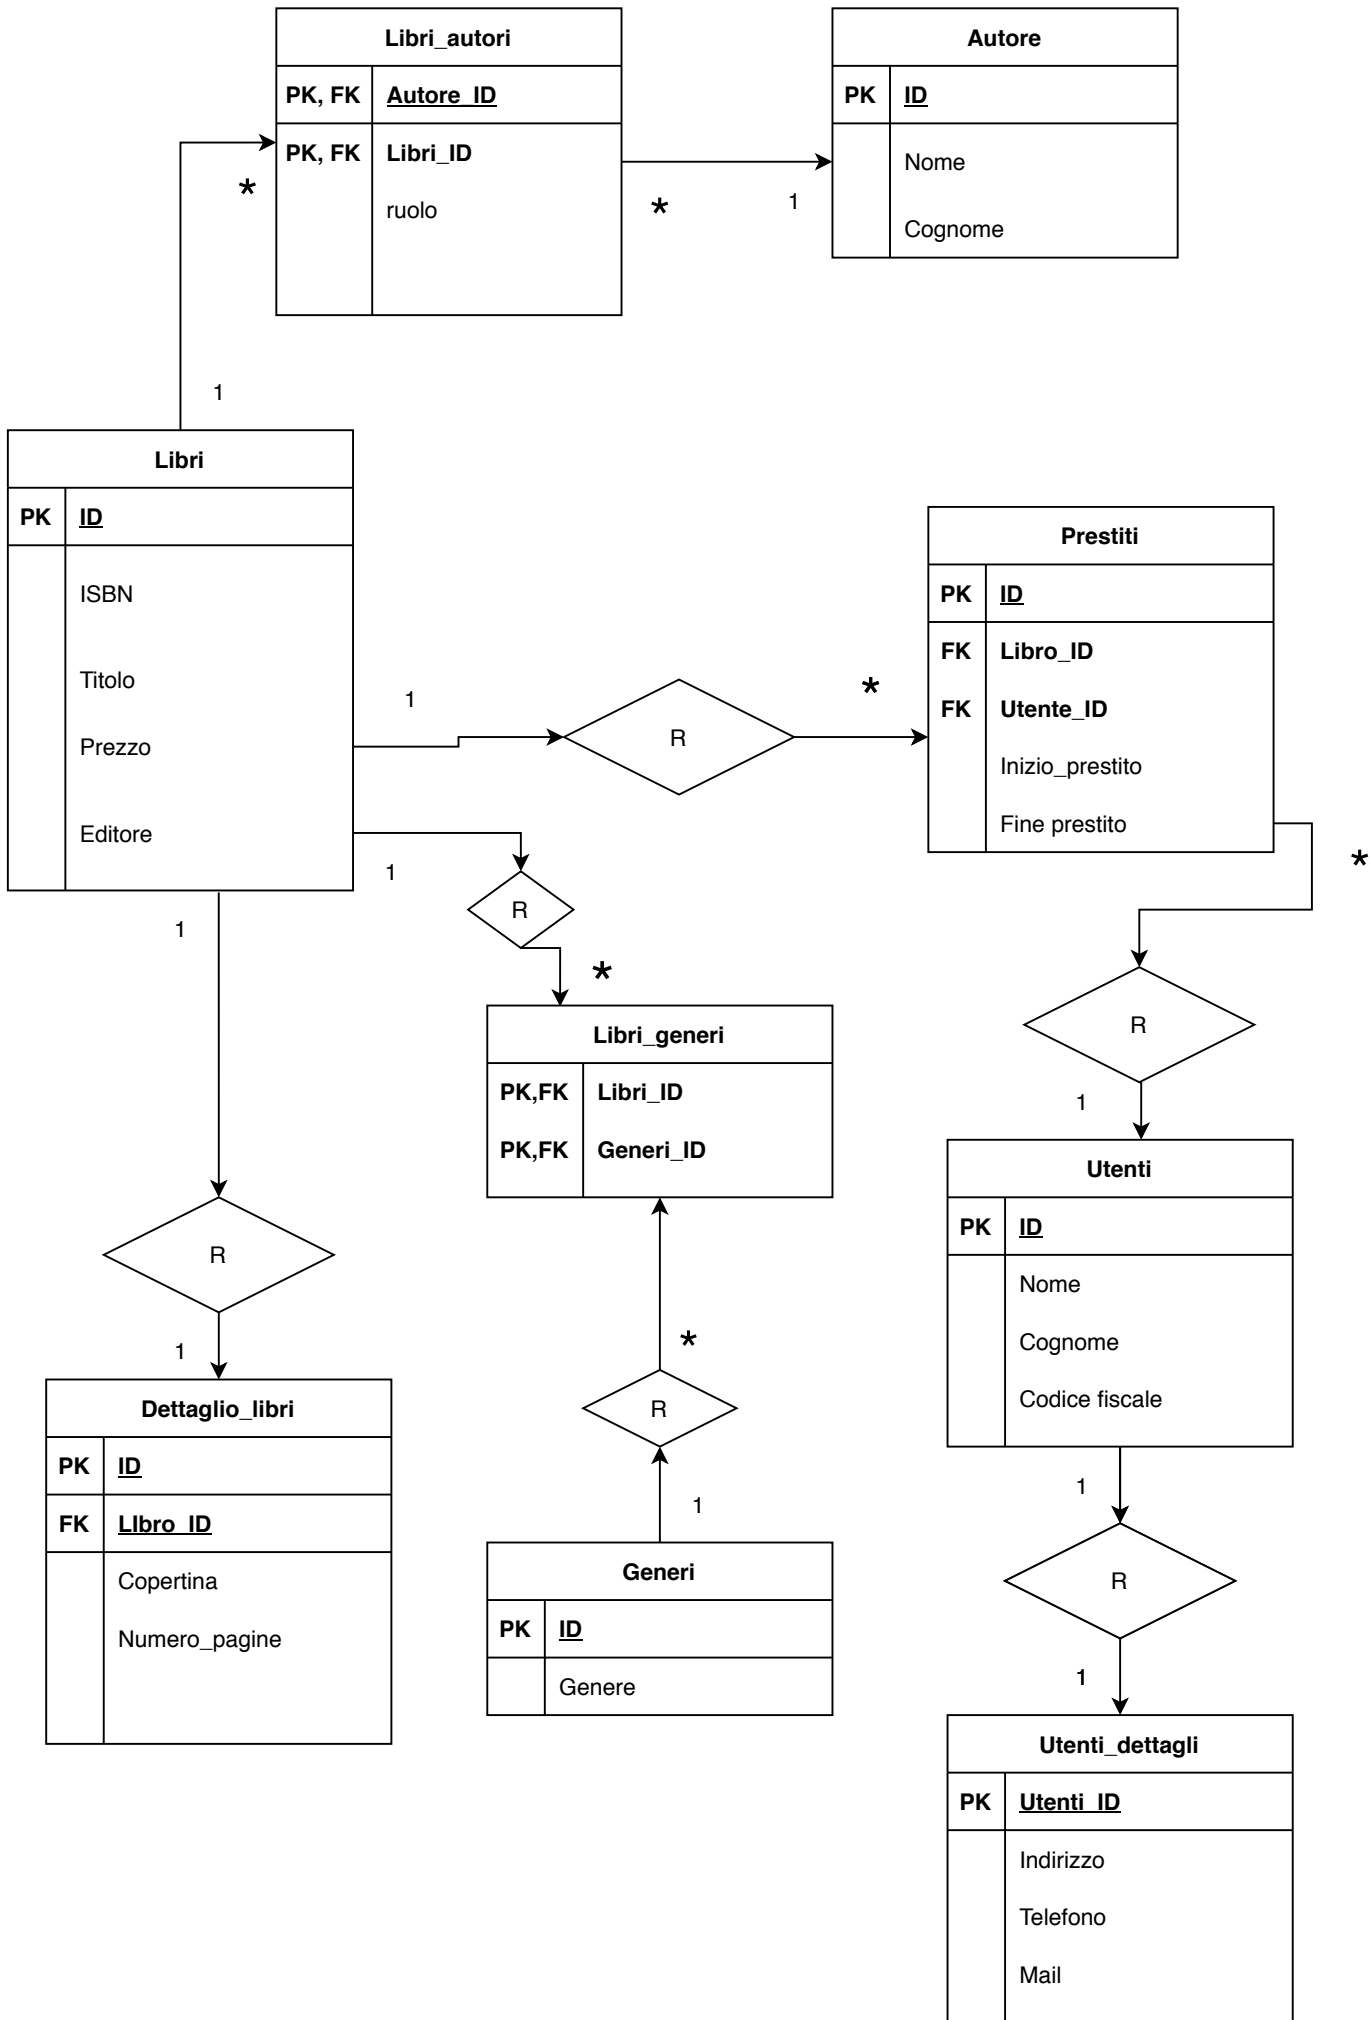 Libri_autori
PK, FK Autore_ID
PK, FK Libri_ID
ruolo
Autore
PK ID
Nome
Cognome
*
* 1
1
Libri
PK ID
ISBN
Titolo
Prezzo
Editore
1
R
*
Prestiti
PK ID
FK Libro_ID
FK Utente_ID
Inizio_prestito
Fine prestito
*
1
R
*
1
R
1
Libri_generi
PK,FK Libri_ID
PK,FK Generi_ID
Utenti
PK ID
Nome
Cognome
Codice fiscale
R
1
Dettaglio_libri
PK ID
FK LIbro_ID
Copertina
Numero_pagine
*
R
1
Generi
PK ID
Genere
1
R
1
Utenti_dettagli
PK Utenti_ID
Indirizzo
Telefono
Mail